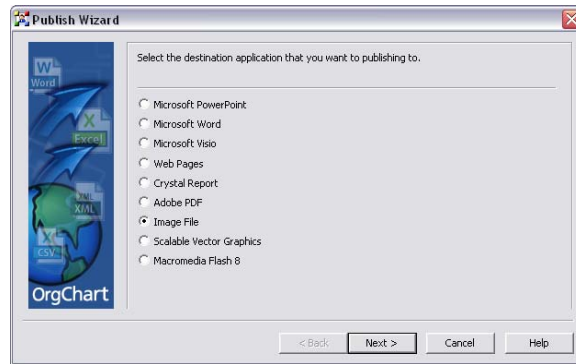 Publish Wizard
Select the destination application that you want to publishing to.
W
Word
X
Excel
XML
XML
X
CSV
OrgChart
Microsoft PowerPoint
Microsoft Word
Microsoft Visio
Web Pages
Crystal Report
Adobe PDF
Image File
Scalable Vector Graphics
Macromedia Flash 8
< Back
Next >
Cancel
Help